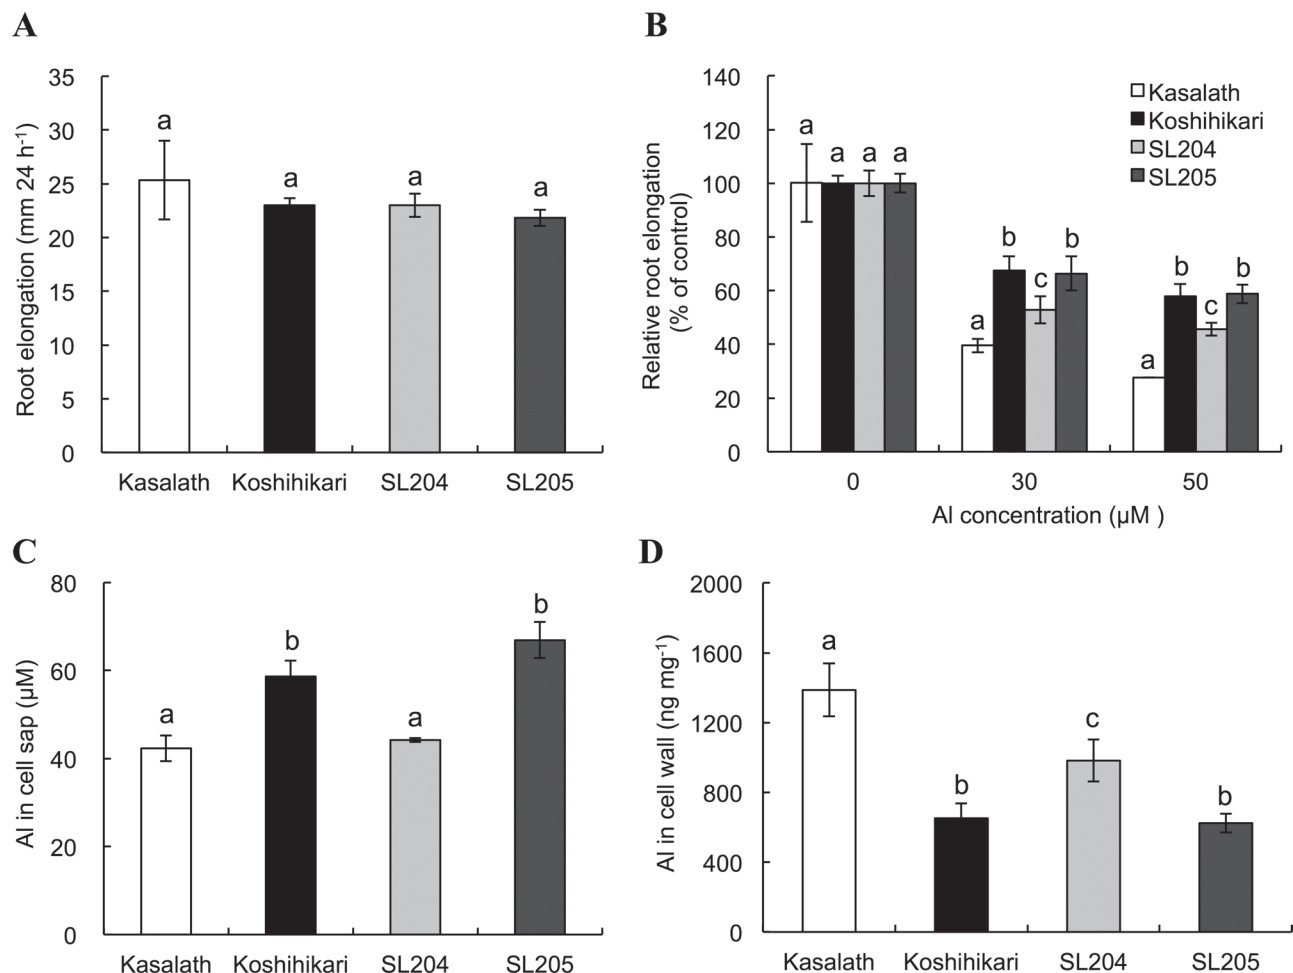 A
Root elongation (mm 24 h-1)
35
30
25
20
15
10
5
0
a
a
a
a
Kasalath
Koshihikari
SL204
SL205
B
Relative root elongation
(% of control)
140
120
100
80
60
40
20
0
Kasalath
Koshihikari
SL204
SL205
a
a
a
a
a
b
c
b
a
b
c
b
0
30
50
Al concentration (μM )
C
Al in cell sap (μM)
80
60
40
20
0
a
b
a
b
Kasalath
Koshihikari
SL204
SL205
D
Al in cell wall (ng mg-1)
2000
1600
1200
800
400
0
a
b
c
b
Kasalath
Koshihikari
SL204
SL205